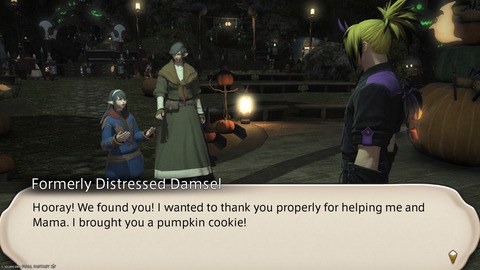 Formerly Distressed Damsel
Hooray! We found you! I wanted to thank you properly for helping me and
Mama. I brought you a pumpkin cookie!